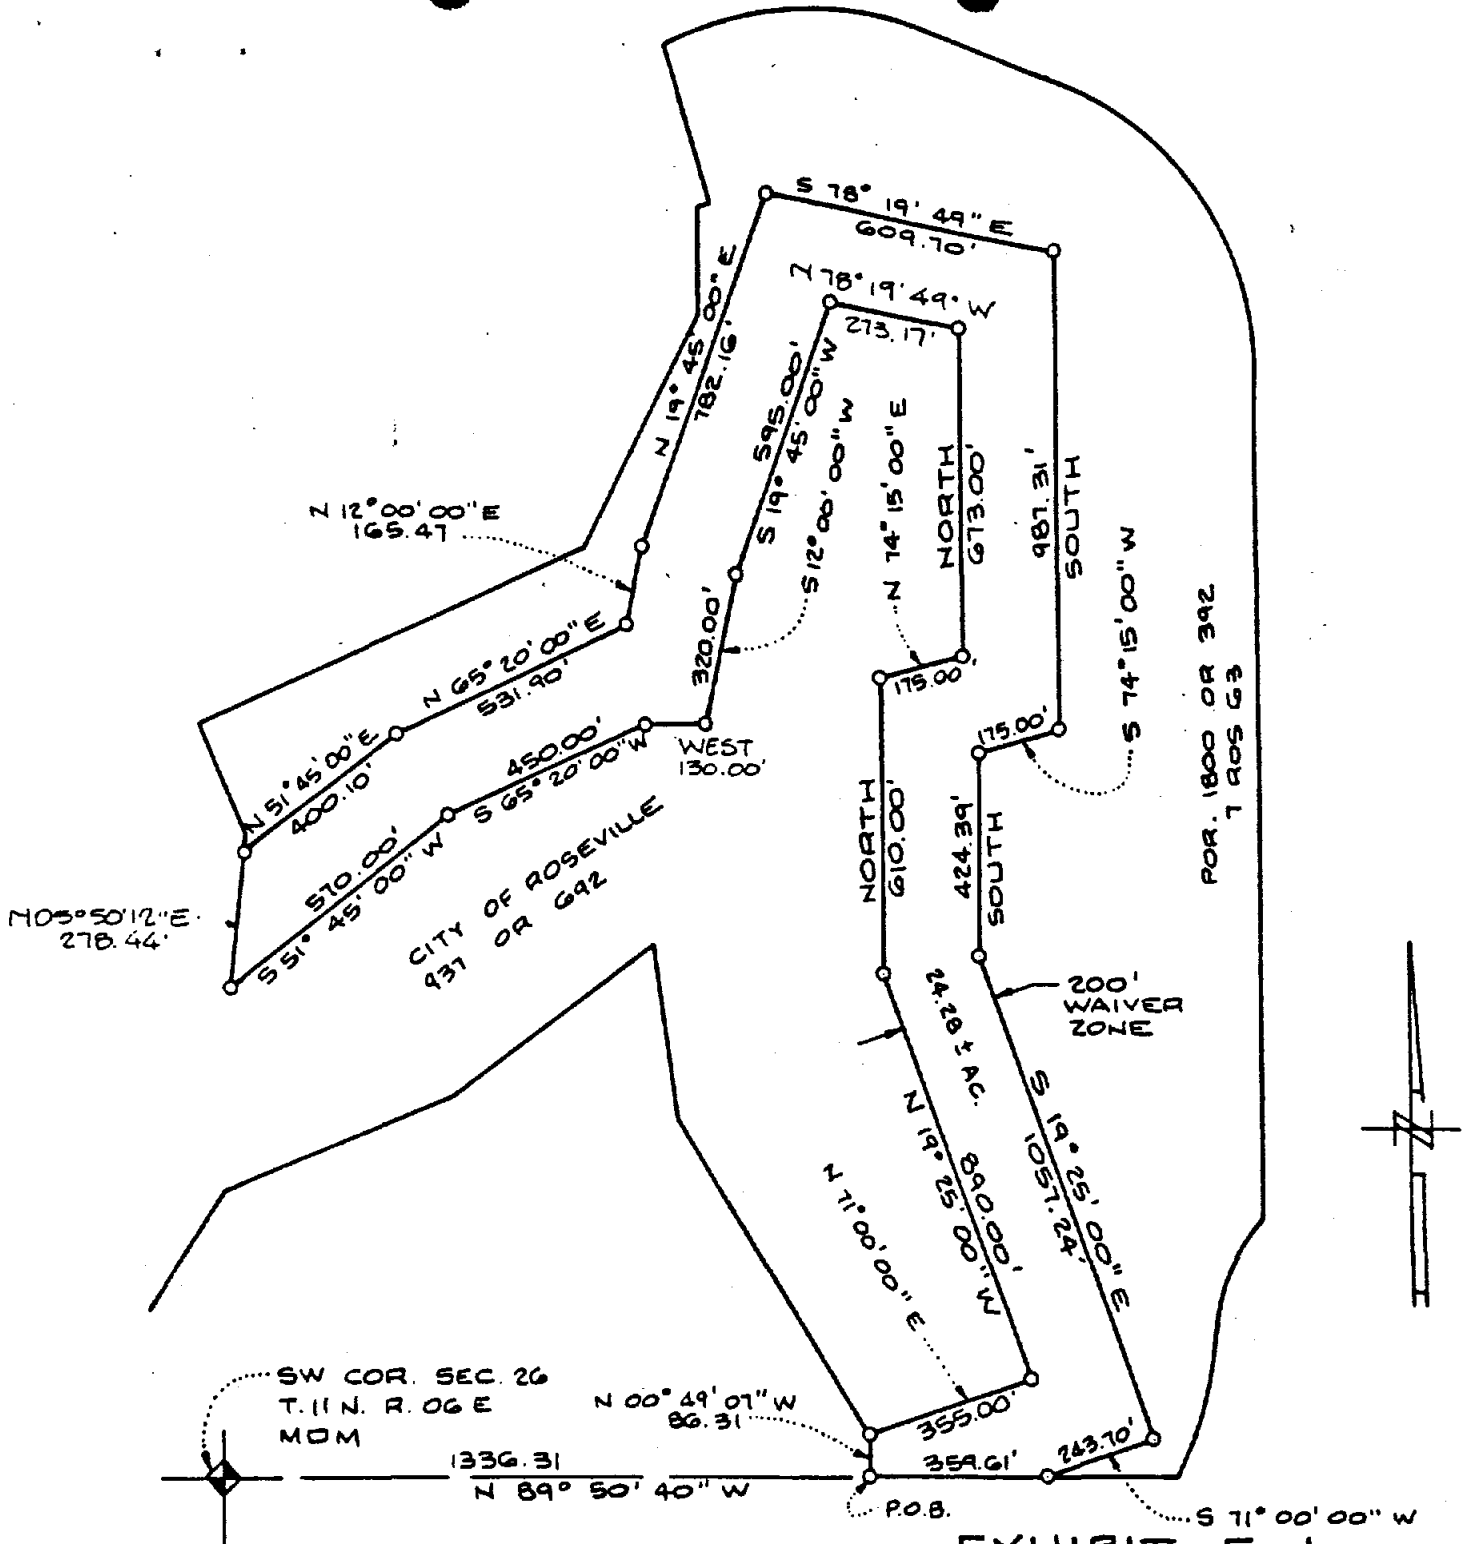 S 78° 19' 49" E
609.70'
N 78° 19' 49" W
273.17'
N 19° 45' 00" E
782.16'
595.00'
S 19° 45' 00" W
S 12° 00' 00" W
N 74° 15' 00" E
NORTH
673.00'
987.31'
SOUTH
N 12° 00' 00" E
165.47
S 74° 15' 00" W
320.00'
N 65° 20' 00" E
531.90'
175.00'
175.00'
POR. 1800 OR 392
7 ROS 63
N 51° 45' 00" E
400.10'
450.00'
S 65° 20' 00" W
WEST
130.00'
570.00'
S 51° 45' 00" W
CITY OF ROSEVILLE
937 OR 692
NORTH
610.00'
424.39'
SOUTH
N05°50'12"E
278.44'
24.28 ± AC.
200'
WAIVER
ZONE
N 19° 25' 00" W
890.00'
S 19° 25' 00" E
1057.24'
N 71° 00' 00" E
SW COR. SEC. 26
T. 11 N. R. 06 E
MDM
N 00° 49' 07" W
86.31
355.00'
243.70'
1336.31
N 89° 50' 40" W
359.61'
P.O.B.
S 71° 00' 00" W